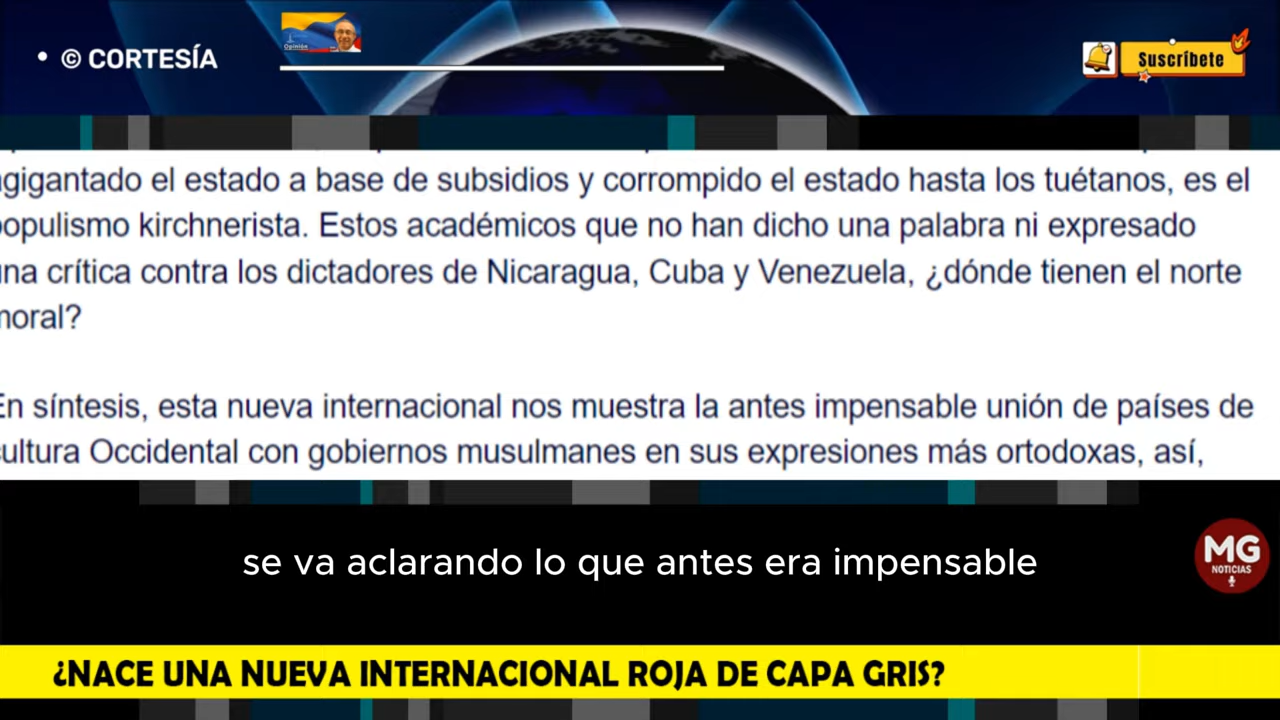 • © CORTESÍA
Opinión
Suscríbete
gigantado el estado a base de subsidios y corrompido el estado hasta los tuétanos, es el
opulismo kirchnerista. Estos académicos que no han dicho una palabra ni expresado
na crítica contra los dictadores de Nicaragua, Cuba y Venezuela, ¿dónde tienen el norte
moral?
En síntesis, esta nueva internacional nos muestra la antes impensable unión de países de
cultura Occidental con gobiernos musulmanes en sus expresiones más ortodoxas, así,
se va aclarando lo que antes era impensable
MG
NOTICIAS
¿NACE UNA NUEVA INTERNACIONAL ROJA DE CAPA GRIS?